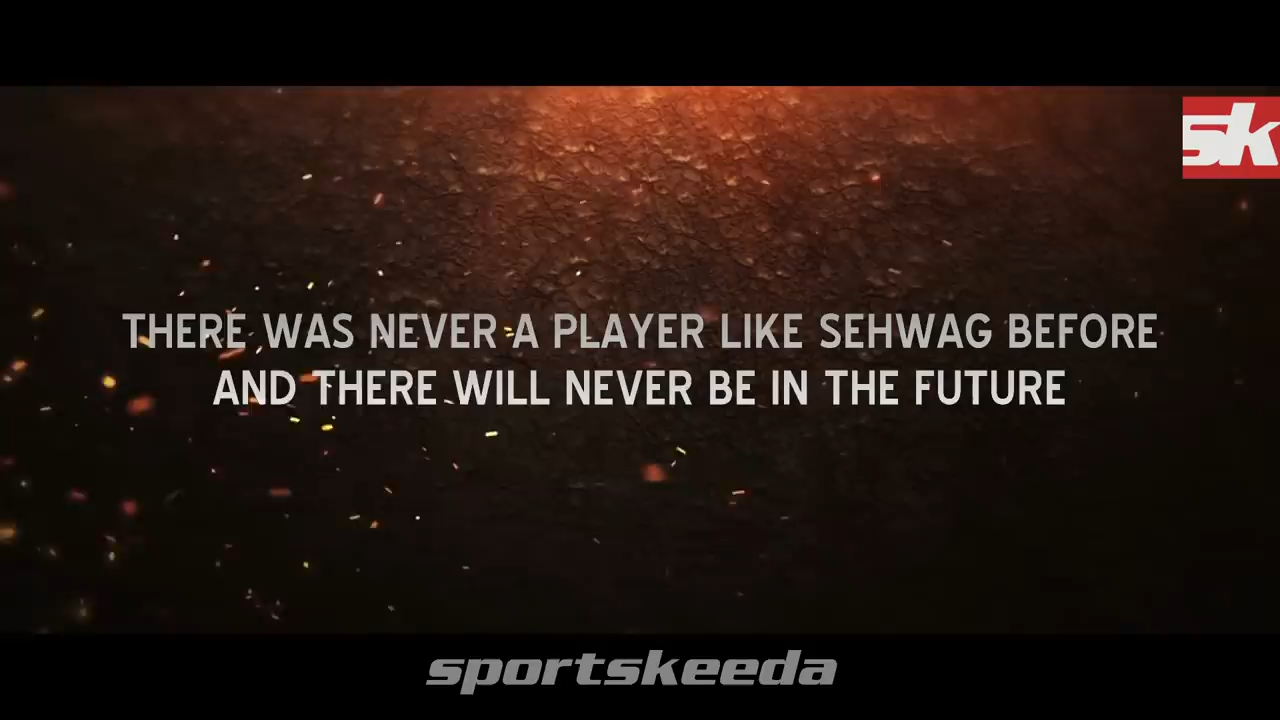 sk
THERE WAS NEVER A PLAYER LIKE SEHWAG BEFORE
AND THERE WILL NEVER BE IN THE FUTURE
sportskeeda